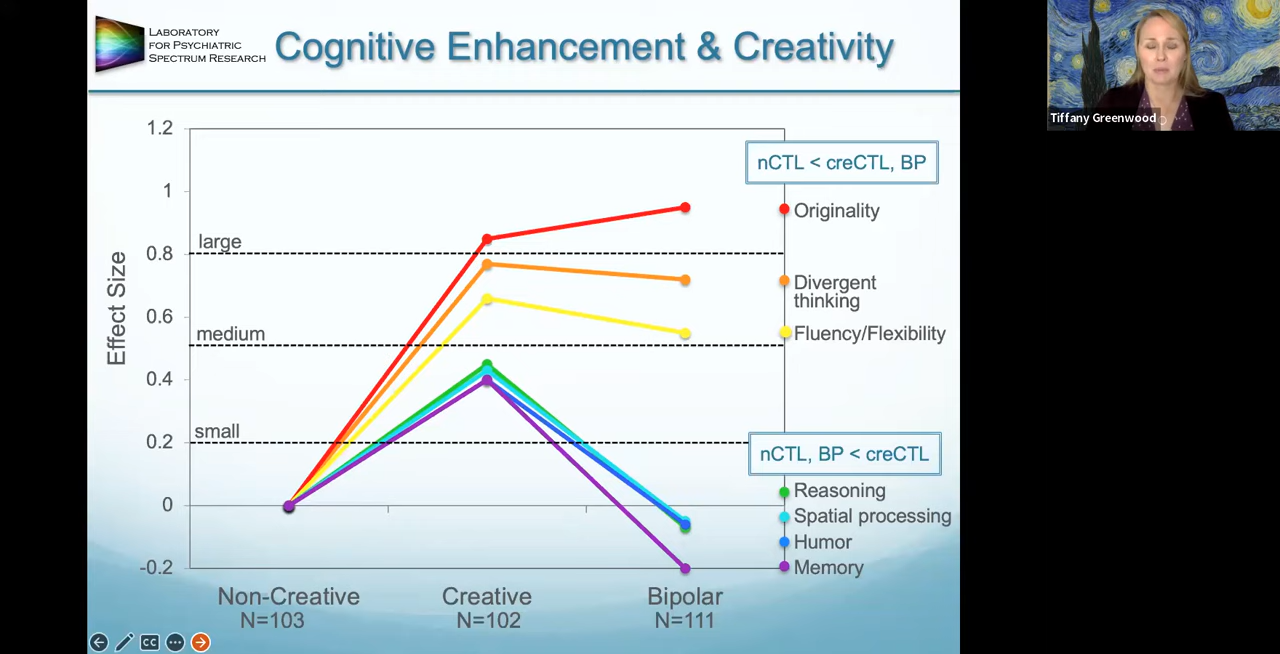 LABORATORY
FOR PSYCHIATRIC
SPECTRUM RESEARCH
Cognitive Enhancement & Creativity
Tiffany Greenwood
1.2
1
0.8
0.6
0.4
0.2
0
-0.2
Effect Size
large
medium
small
nCTL < creCTL, BP
Originality
Divergent
thinking
Fluency/Flexibility
nCTL, BP < creCTL
Reasoning
Spatial processing
Humor
Memory
Non-Creative
N=103
Creative
N=102
Bipolar
N=111
CC